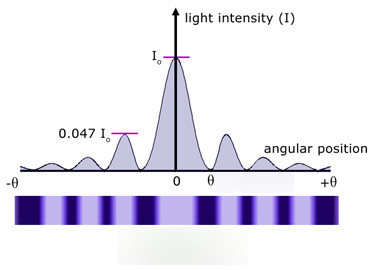 light intensity (I)
I₀
0.047 I₀
angular position
-θ
0
θ
+θ